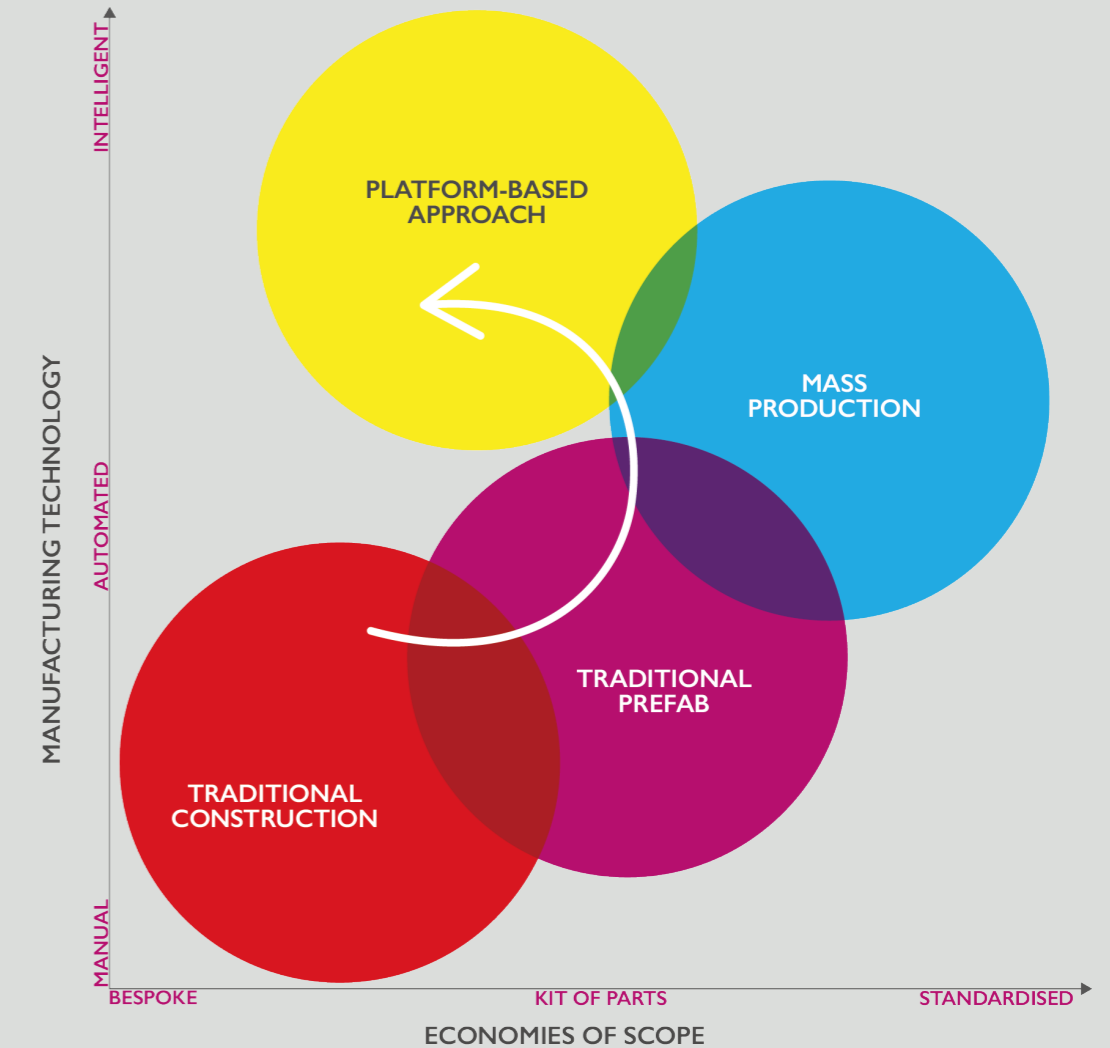 INTELLIGENT
AUTOMATED
MANUAL
MANUFACTURING TECHNOLOGY
PLATFORM-BASED
APPROACH
MASS
PRODUCTION
TRADITIONAL
PREFAB
TRADITIONAL
CONSTRUCTION
BESPOKE
KIT OF PARTS
STANDARDISED
ECONOMIES OF SCOPE